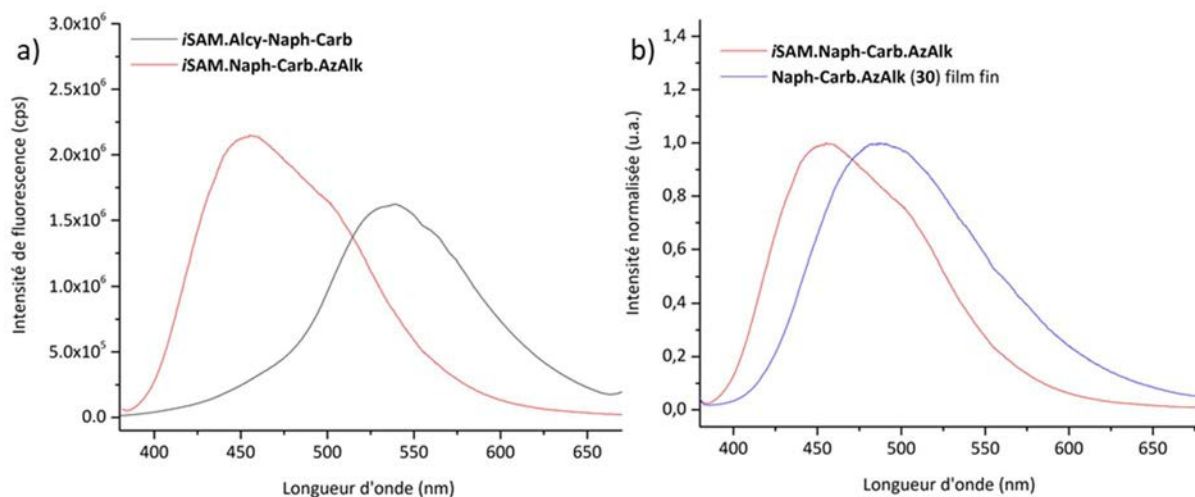 a)
Intensité de fluorescence (cps)
3.0x10⁶
2.5x10⁶
2.0x10⁶
1.5x10⁶
1.0x10⁶
5.0x10⁵
0.0
iSAM.Alcy-Naph-Carb
iSAM.Naph-Carb.AzAlk
400 450 500 550 600 650
Longueur d'onde (nm)
b)
Intensité normalisée (u.a.)
1,4
1,2
1,0
0,8
0,6
0,4
0,2
0,0
iSAM.Naph-Carb.AzAlk
Naph-Carb.AzAlk (30) film fin
400 450 500 550 600 650
Longueur d'onde (nm)